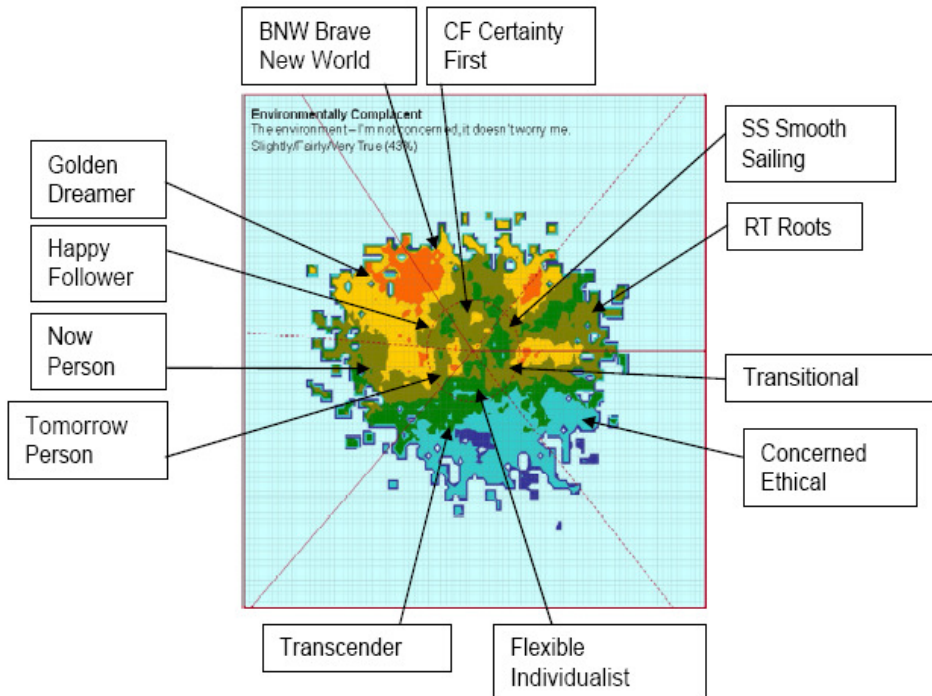 BNW Brave
New World
CF Certainty
First
Environmentally Complacent
The environment – I'm not concerned, it doesn't worry me.
Slightly/Fairly/Very True (43%)
SS Smooth
Sailing
Golden
Dreamer
RT Roots
Happy
Follower
Now
Person
Transitional
Tomorrow
Person
Concerned
Ethical
Transcender
Flexible
Individualist